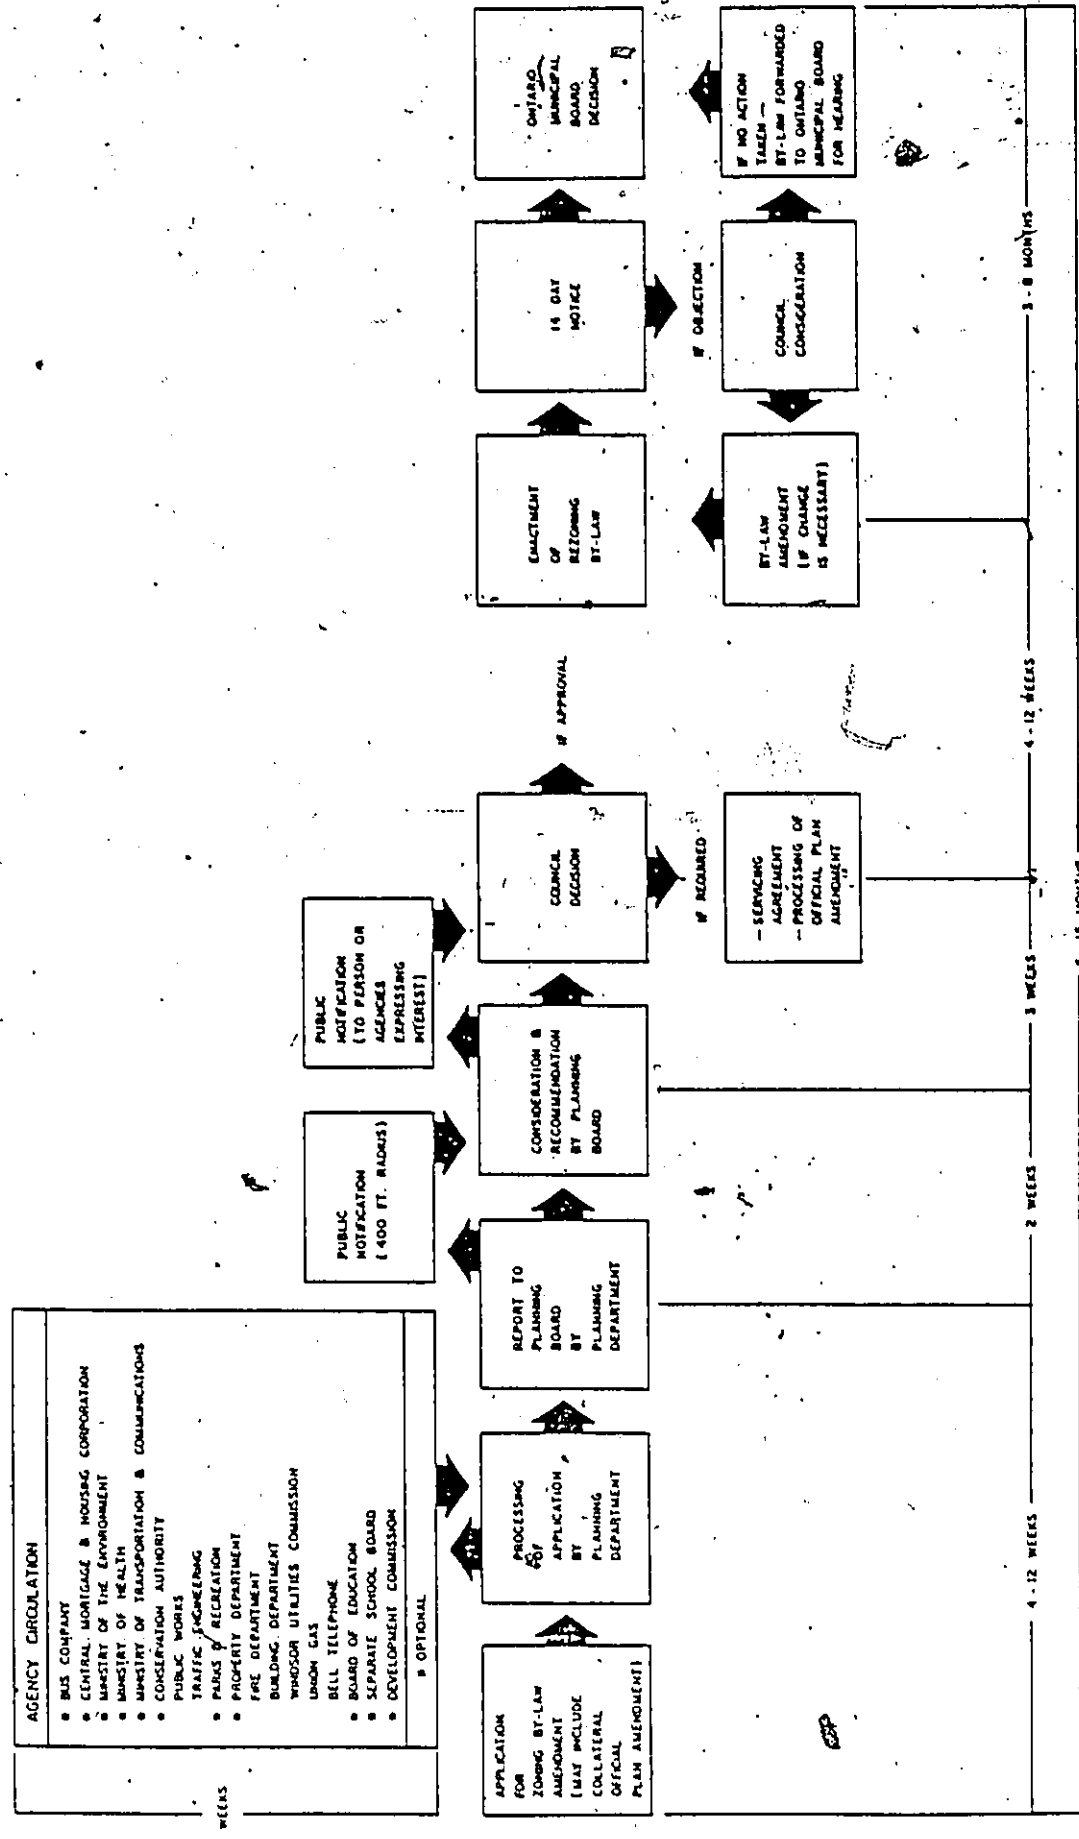 AGENCY CIRCULATION
* BUS COMPANY
* CENTRAL MORTGAGE & HOUSING CORPORATION
* MINISTRY OF THE ENVIRONMENT
* MINISTRY OF HEALTH
* MINISTRY OF TRANSPORTATION & COMMUNICATIONS
* CONSERVATION AUTHORITY
PUBLIC WORKS
TRAFFIC ENGINEERING
* PARKS & RECREATION
* PROPERTY DEPARTMENT
FIRE DEPARTMENT
BUILDING DEPARTMENT
WINDSOR UTILITIES COMMISSION
UNION GAS
BELL TELEPHONE
* BOARD OF EDUCATION
* SEPARATE SCHOOL BOARD
* DEVELOPMENT COMMISSION
* OPTIONAL
WEEKS
PUBLIC
NOTIFICATION
(400 FT. RADIUS)
PUBLIC
NOTIFICATION
(TO PERSON OR
AGENCIES
EXPRESSING
INTEREST)
APPLICATION
FOR
ZONING BY-LAW
AMENDMENT
(MAY INCLUDE
COLLATERAL
OFFICIAL
PLAN AMENDMENT)
PROCESSING
OF
APPLICATION
BY
PLANNING
DEPARTMENT
REPORT TO
PLANNING
BOARD
BY
PLANNING
DEPARTMENT
CONSIDERATION &
RECOMMENDATION
BY PLANNING
BOARD
COUNCIL
DECISION
IF APPROVAL
ENACTMENT
OF
REZONING
BY-LAW
14 DAY
NOTICE
ONTARIO
MUNICIPAL
BOARD
DECISION
IF REQUIRED
IF OBJECTION
— SERVICING
AGREEMENT
— PROCESSING OF
OFFICIAL PLAN
AMENDMENT
BY-LAW
AMENDMENT
(IF CHANGE
IS NECESSARY)
COUNCIL
CONSIDERATION
IF NO ACTION
TAKEN —
BY-LAW FORWARDED
TO ONTARIO
MUNICIPAL BOARD
FOR HEARING
4 - 12 WEEKS
2 WEEKS
3 WEEKS
4 - 12 WEEKS
3 - 8 MONTHS